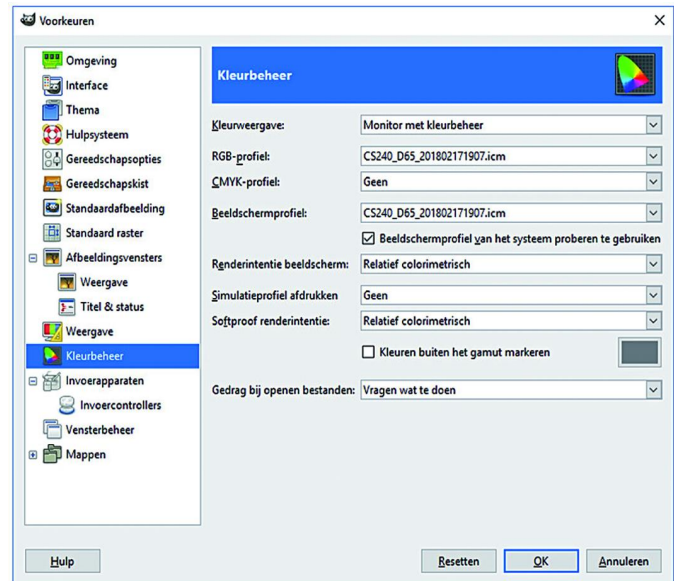 Voorkeuren
Omgeving
Interface
Thema
Hulpsysteem
Gereedschapsopties
Gereedschapskist
Standaardafbeelding
Standaard raster
Afbeeldingsvensters
Weergave
Titel & status
Weergave
Kleurbeheer
Invoerapparaten
Invoercontrollers
Vensterbeheer
Mappen
Kleurbeheer
Kleurweergave: Monitor met kleurbeheer
RGB-profiel: CS240_D65_201802171907.icm
CMYK-profiel: Geen
Beeldschermprofiel: CS240_D65_201802171907.icm
Beeldschermprofiel van het systeem proberen te gebruiken
Renderintentie beeldscherm: Relatief colorimetrisch
Simulatieprofiel afdrukken Geen
Softproof renderintentie: Relatief colorimetrisch
Kleuren buiten het gamut markeren
Gedrag bij openen bestanden: Vragen wat te doen
Hulp
Resetten
OK
Annuleren